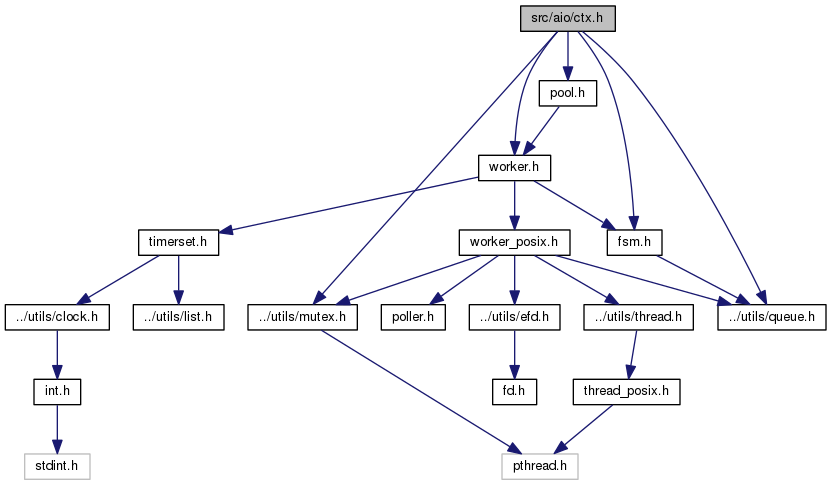 src/aio/ctx.h
pool.h
worker.h
timerset.h
worker_posix.h
fsm.h
../utils/clock.h
../utils/list.h
../utils/mutex.h
poller.h
../utils/efd.h
../utils/thread.h
../utils/queue.h
int.h
fd.h
thread_posix.h
stdint.h
pthread.h